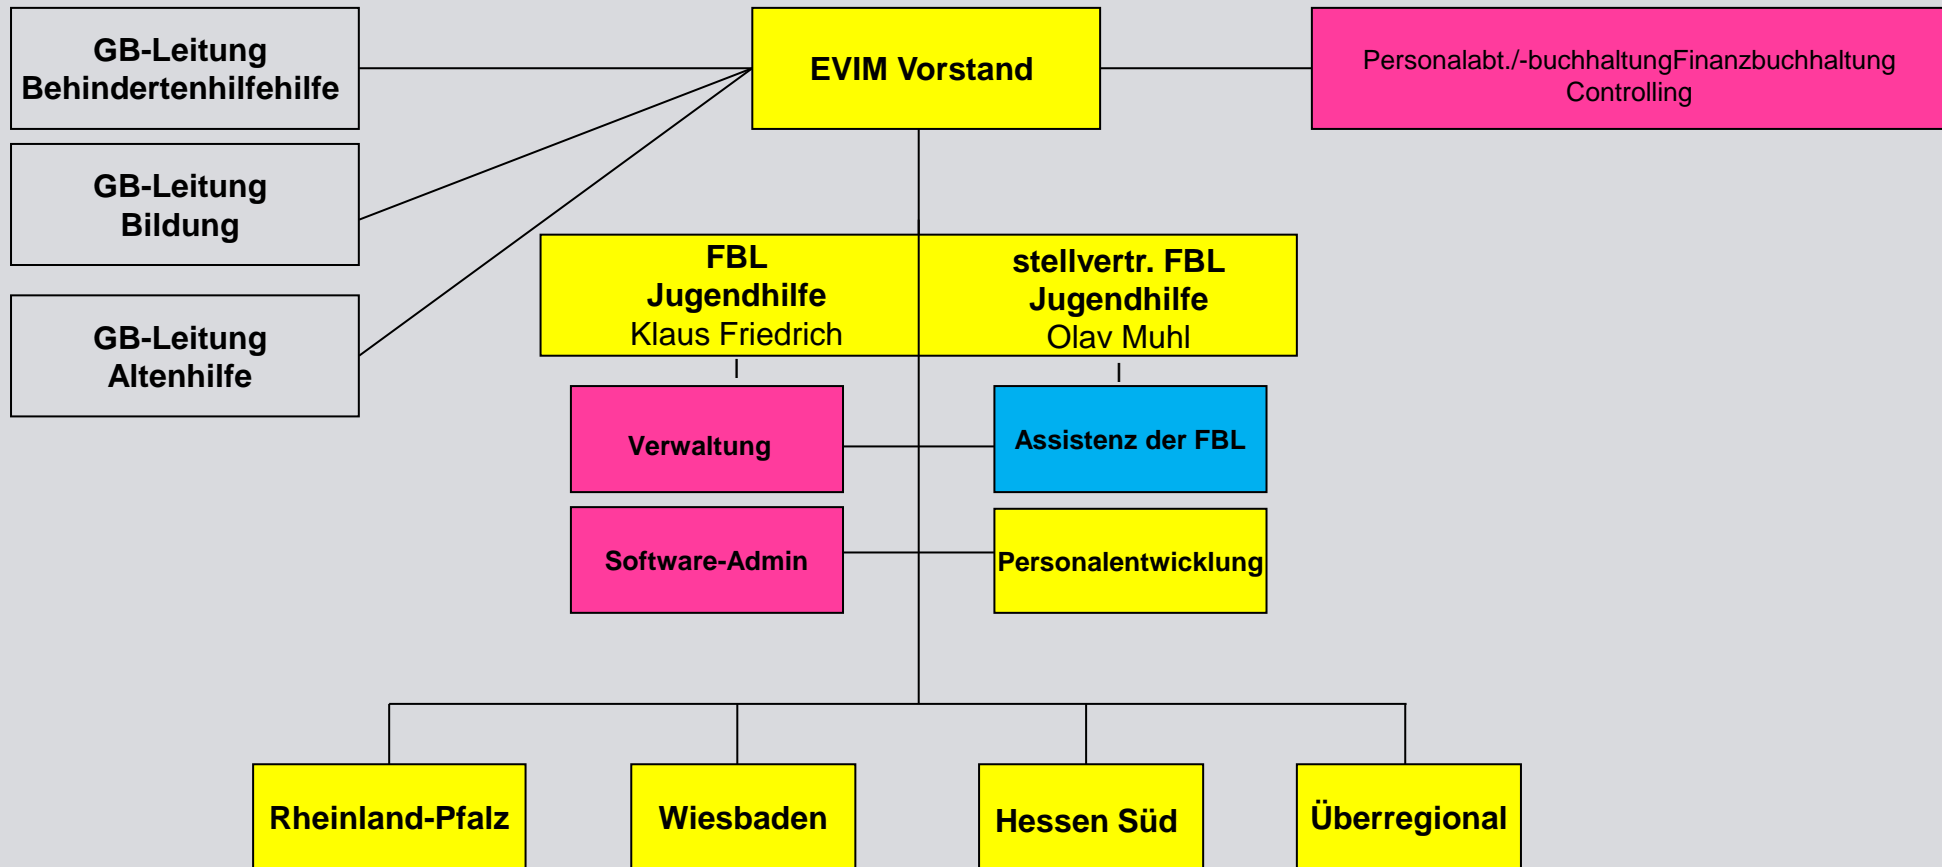 GB-Leitung
Behindertenhilfehilfe
EVIM Vorstand
Personalabt./-buchhaltungFinanzbuchhaltung
Controlling
GB-Leitung
Bildung
GB-Leitung
Altenhilfe
FBL
Jugendhilfe
Klaus Friedrich
stellvertr. FBL
Jugendhilfe
Olav Muhl
Verwaltung
Assistenz der FBL
Software-Admin
Personalentwicklung
Rheinland-Pfalz
Wiesbaden
Hessen Süd
Überregional